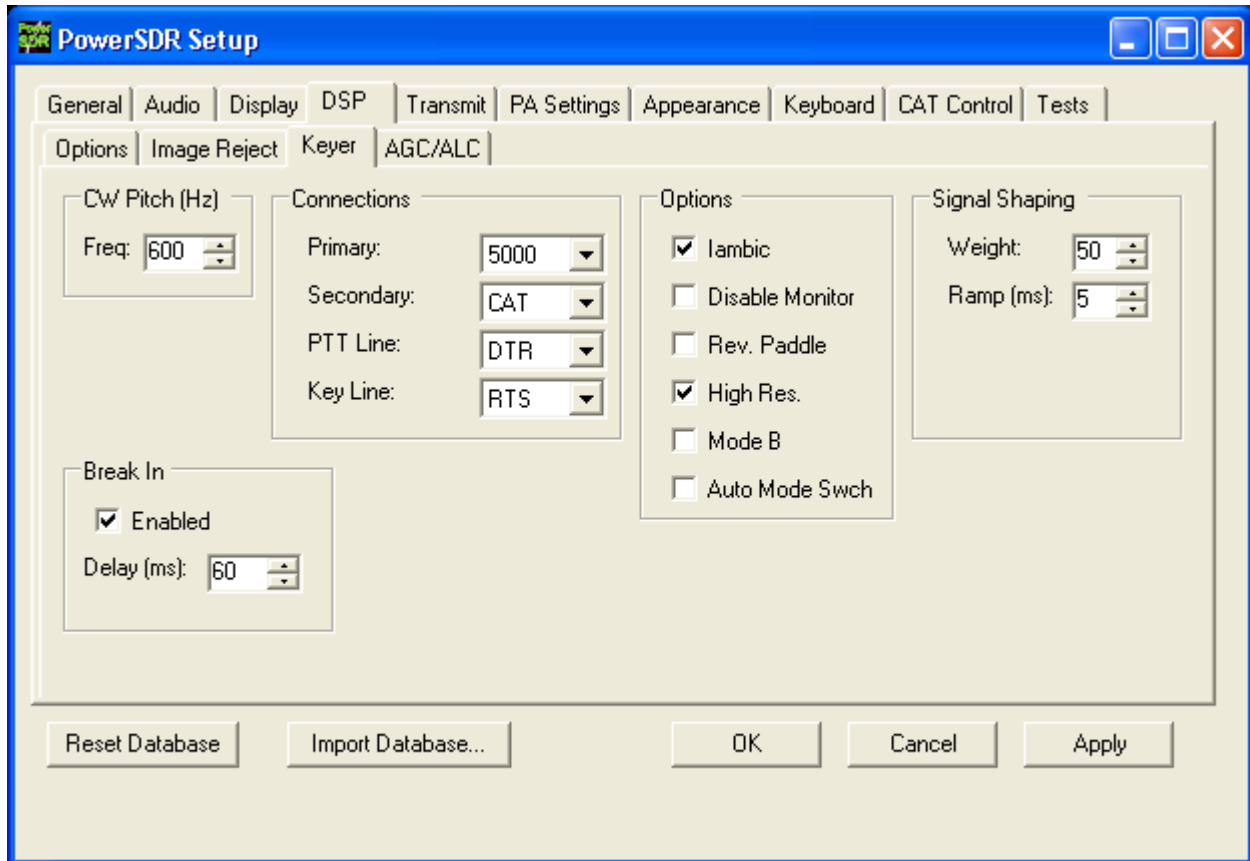 PowerSDR Setup
General Audio Display DSP Transmit PA Settings Appearance Keyboard CAT Control Tests
Options Image Reject Keyer AGC/ALC
CW Pitch (Hz)
Freq: 600
Connections
Primary: 5000
Secondary: CAT
PTT Line: DTR
Key Line: RTS
Options
Iambic
Disable Monitor
Rev. Paddle
High Res.
Mode B
Auto Mode Swch
Signal Shaping
Weight: 50
Ramp (ms): 5
Break In
Enabled
Delay (ms): 60
Reset Database Import Database... OK Cancel Apply